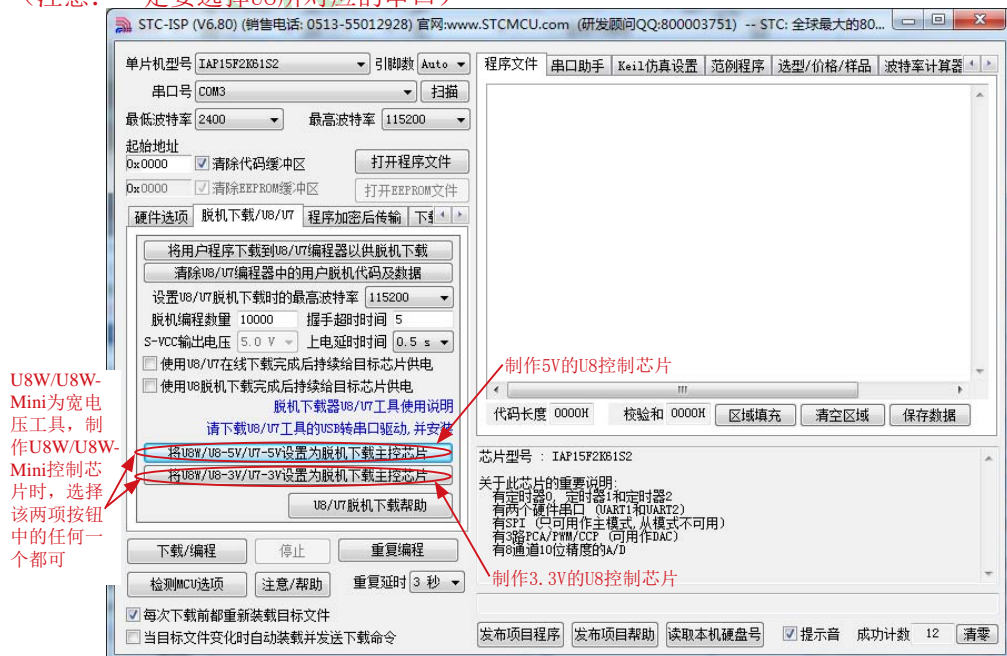 （注意：一定要选择U8所对应的串口）
STC-ISP (V6.80) (销售电话: 0513-55012928) 官网:www.STCMCU.com (研发顾问QQ:800003751) -- STC: 全球最大的80...
单片机型号 IAP15F2K61S2 引脚数 Auto
串口号 COM3 扫描
最低波特率 2400 最高波特率 115200
起始地址
0x0000 清除代码缓冲区 打开程序文件
0x0000 清除EEPROM缓冲区 打开EEPROM文件
硬件选项 脱机下载/U8/U7 程序加密后传输
将用户程序下载到U8/U7编程器以供脱机下载
清除U8/U7编程器中的用户脱机代码及数据
设置U8/U7脱机下载时的最高波特率 115200
脱机编程数量 10000 握手超时时间 5
S-VCC输出电压 5.0 V 上电延时时间 0.5 s
使用U8/U7在线下载完成后持续给目标芯片供电
使用U8脱机下载完成后持续给目标芯片供电
脱机下载器U8/U7工具使用说明
请下载U8/U7工具的USB转串口驱动,并安装
将U8W/U8-5V/U7-5V设置为脱机下载主控芯片
将U8W/U8-3V/U7-3V设置为脱机下载主控芯片
U8/U7脱机下载帮助
下载/编程 停止 重复编程
检测MCU选项 注意/帮助 重复延时 3 秒
每次下载前都重新装载目标文件
当目标文件变化时自动装载并发送下载命令
程序文件 串口助手 Keil仿真设置 范例程序 选型/价格/样品 波特率计算器
代码长度 0000H 校验和 0000H 区域填充 清空区域 保存数据
芯片型号 : IAP15F2K61S2
关于此芯片的重要说明:
有定时器0, 定时器1和定时器2
有两个硬件串口 (UART1和UART2)
有SPI (只可用作主模式,从模式不可用)
有3路PCA/PWM/CCP (可用作DAC)
有8通道10位精度的A/D
发布项目程序 发布项目帮助 读取本机硬盘号 提示音 成功计数 12 清零
制作5V的U8控制芯片
制作3.3V的U8控制芯片
U8W/U8W-
Mini为宽电
压工具，制
作U8W/U8W-
Mini控制芯
片时，选择
该两项按钮
中的任何一
个都可